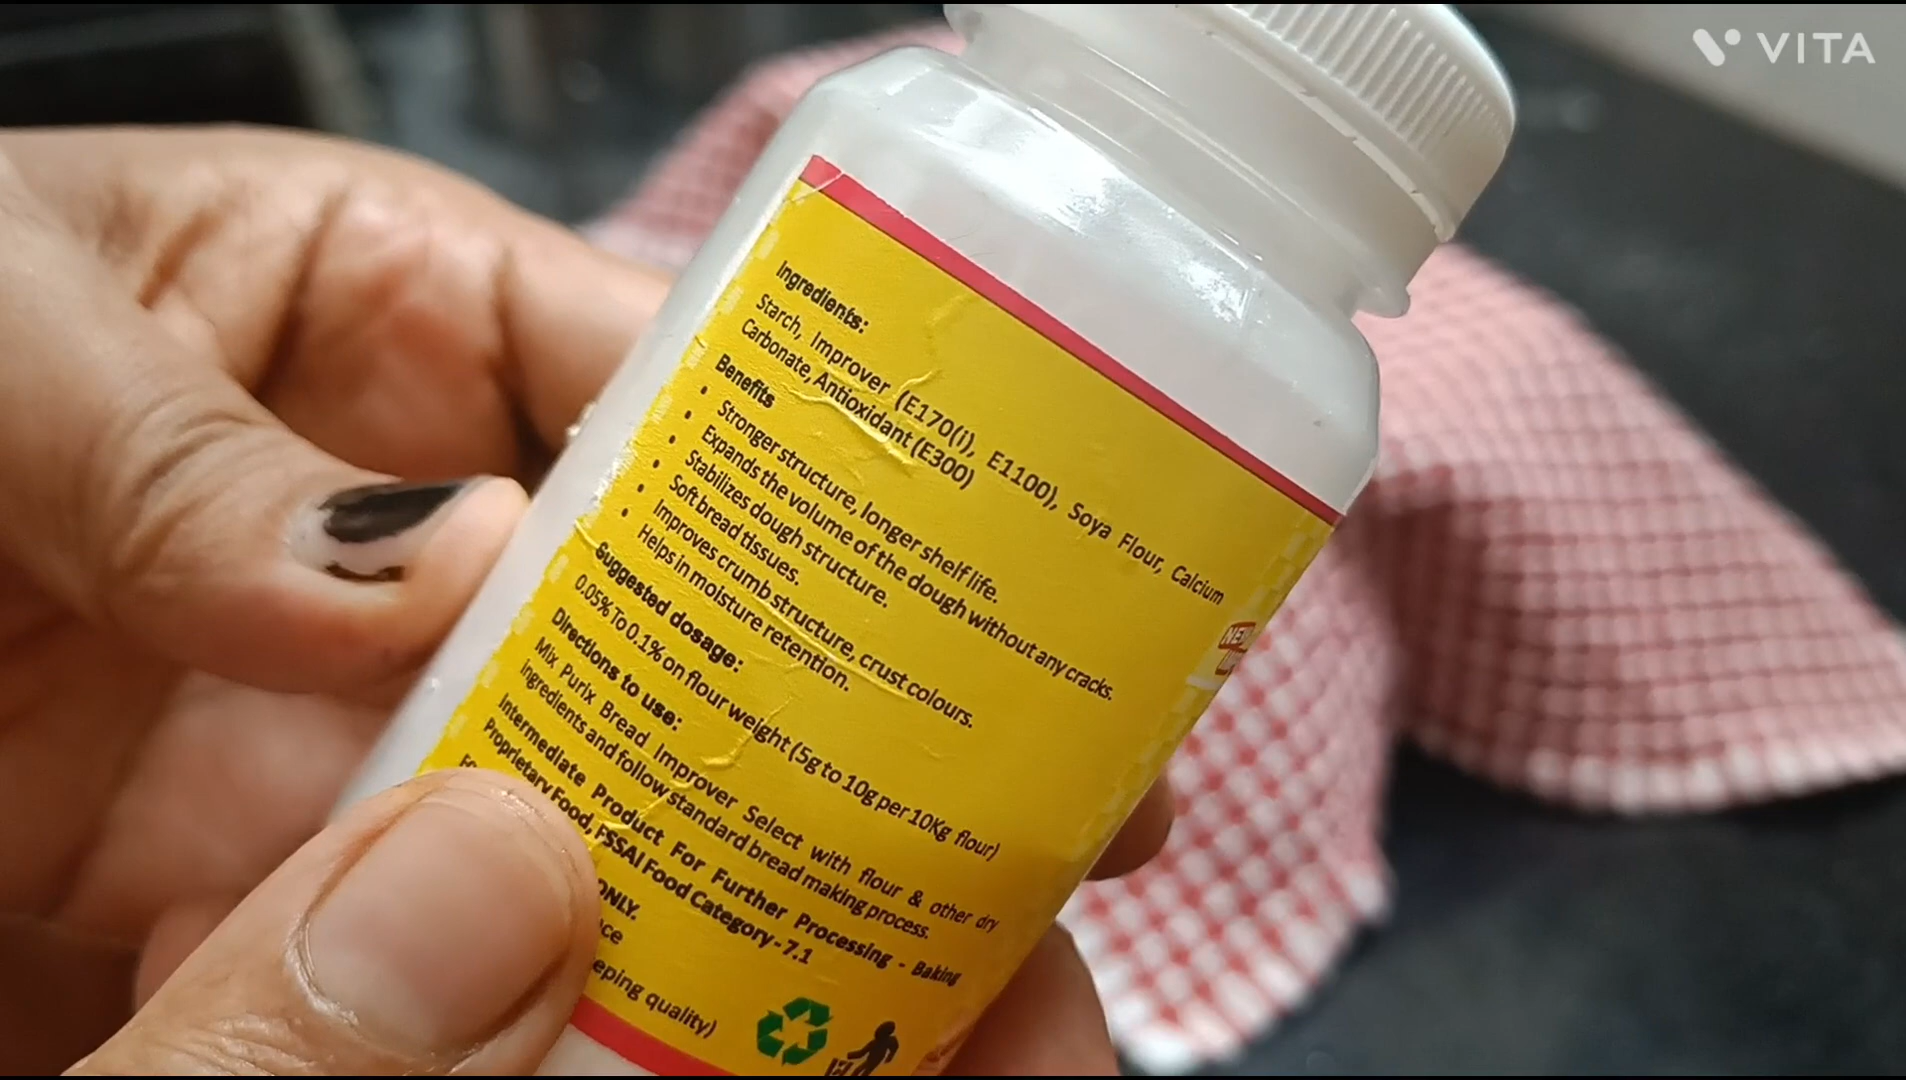 VITA
Ingredients:
Starch, Improver (E170(i), E1100), Soya Flour, Calcium
Carbonate, Antioxidant (E300)
Benefits
• Stronger structure, longer shelf life.
• Expands the volume of the dough without any cracks.
• Stabilizes dough structure.
• Soft bread tissues.
• Improves crumb structure, crust colours.
• Helps in moisture retention.
Suggested dosage:
0.05% To 0.1% on flour weight (5g to 10g per 10Kg flour)
Directions to use:
Mix Purix Bread Improver Select with flour & other dry
ingredients and follow standard bread making process.
Intermediate Product For Further Processing - Baking
Proprietary Food, FSSAI Food Category - 7.1
ONLY.
eping quality)